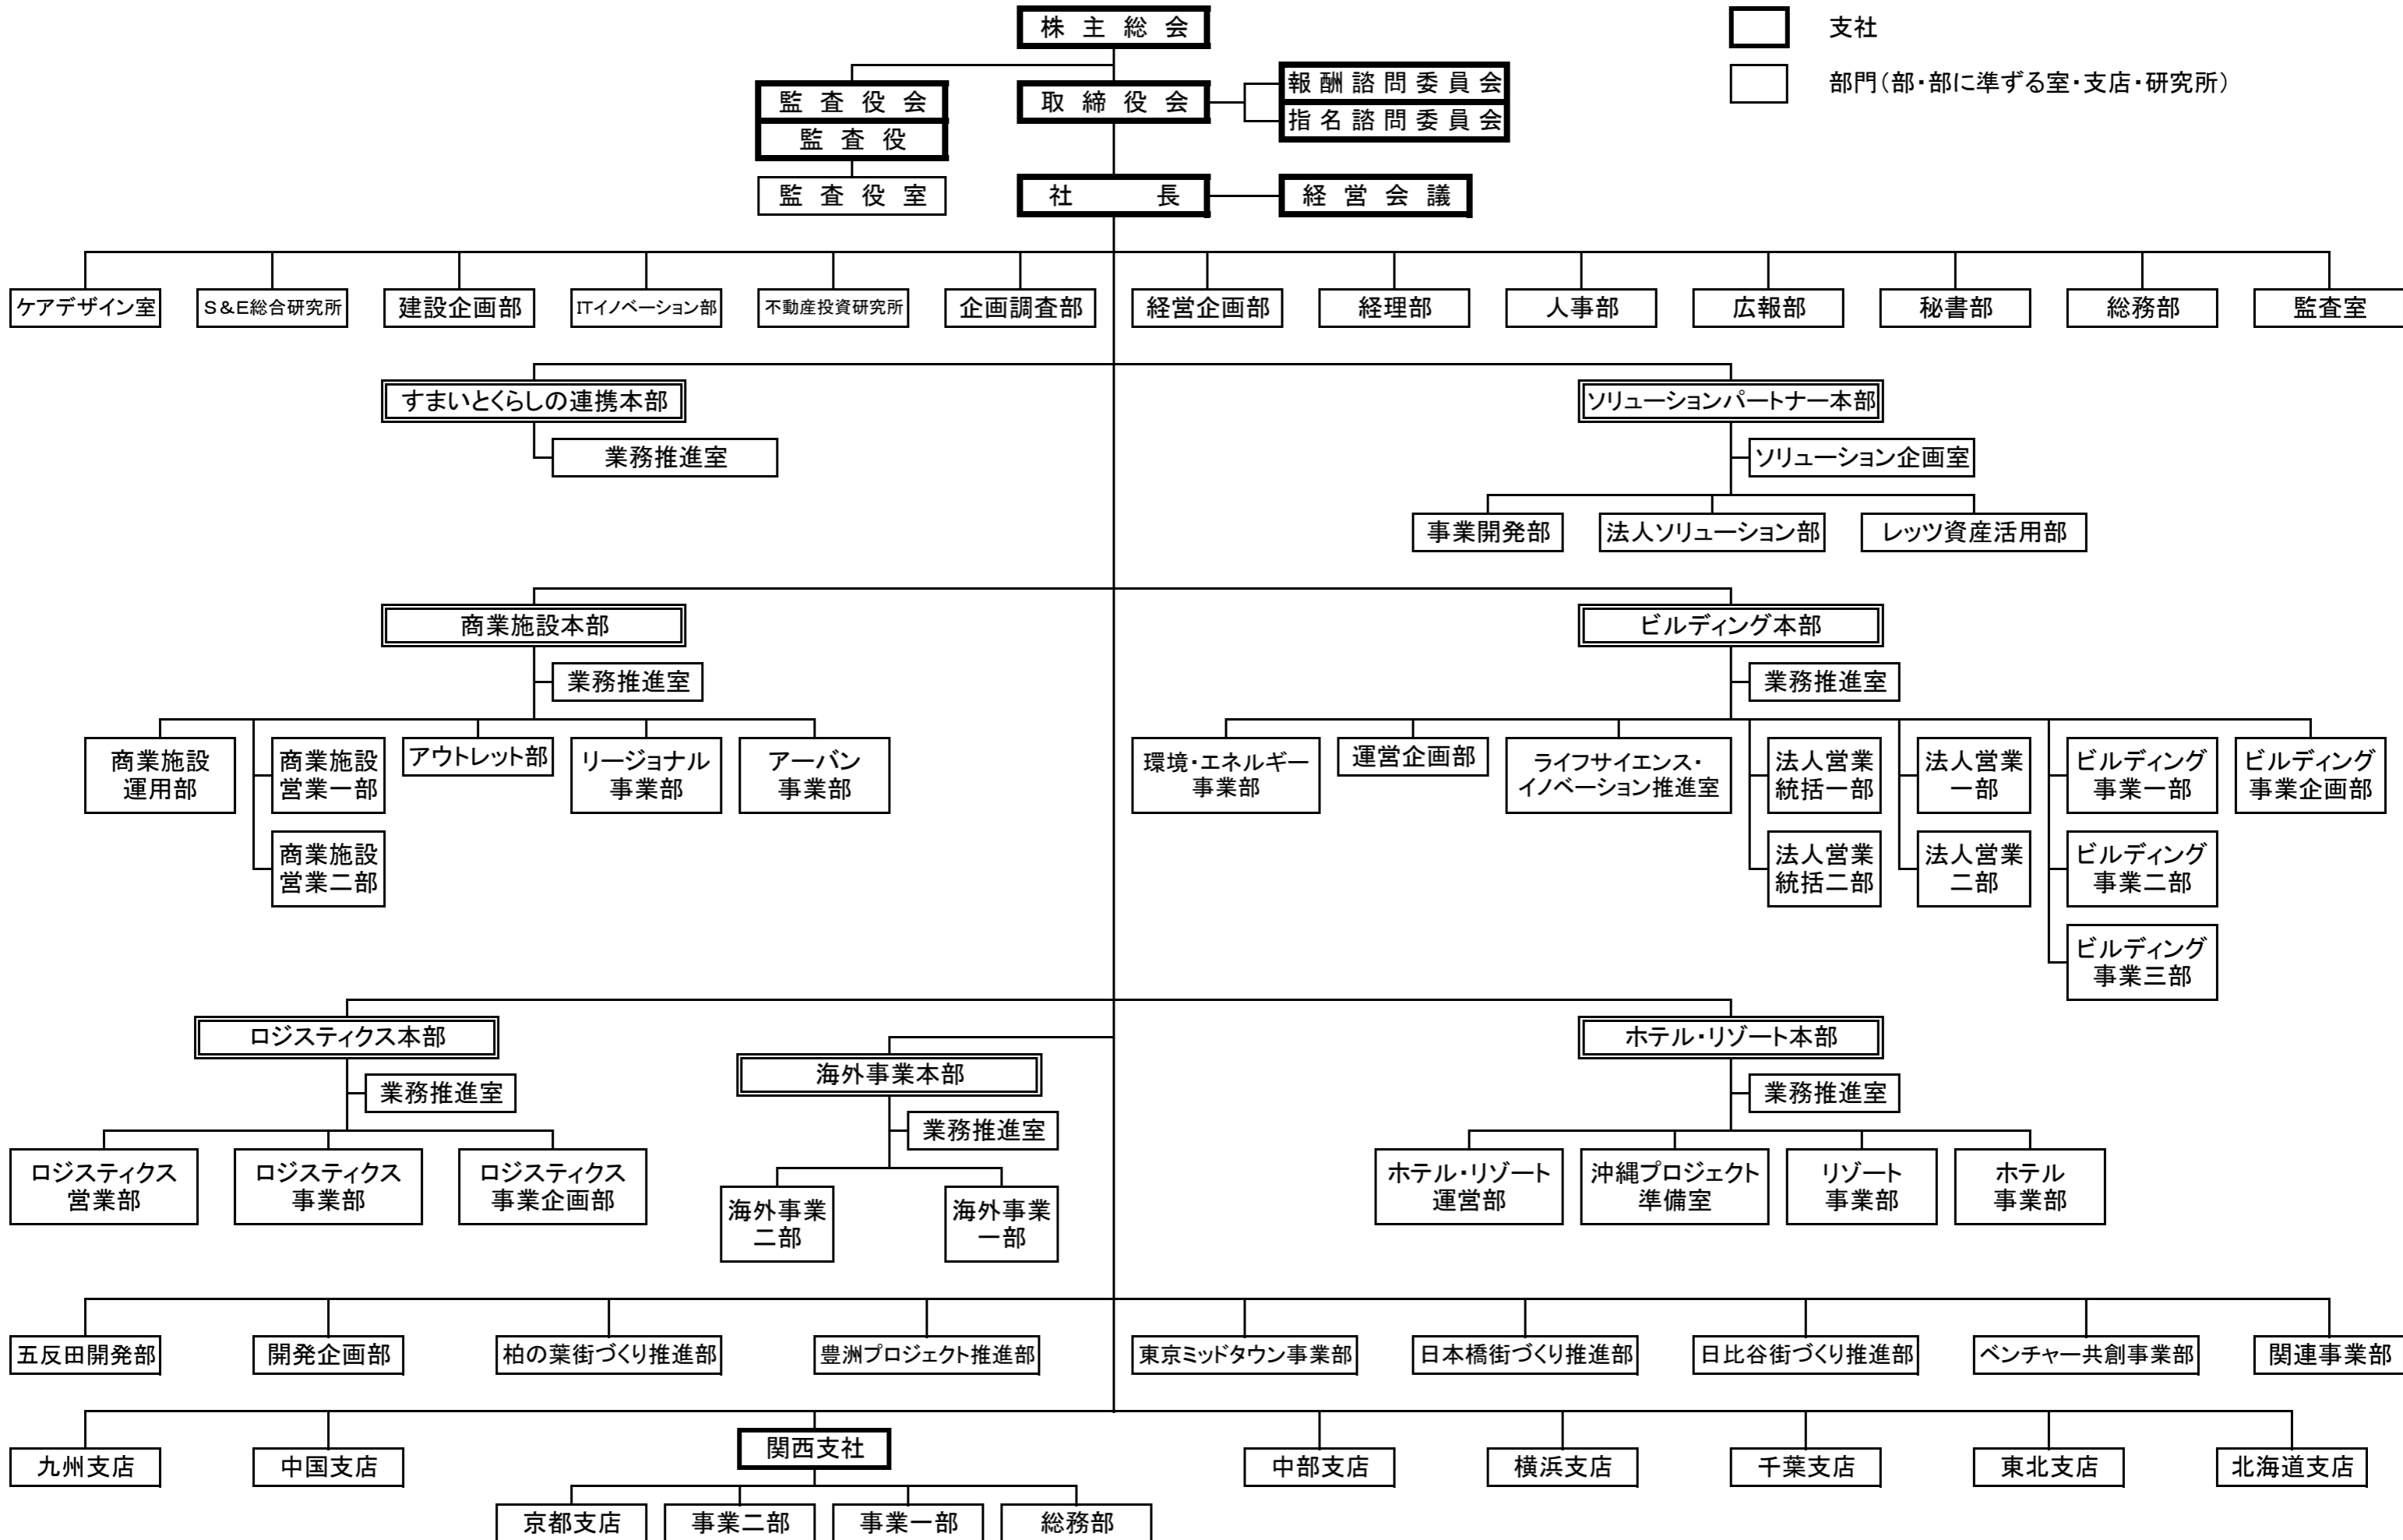 株主総会
支社
監査役会
取締役会
報酬諮問委員会
部門(部・部に準ずる室・支店・研究所)
指名諮問委員会
監査役
監査役室
社長
経営会議
ケアデザイン室
S&E総合研究所
建設企画部
ITイノベーション部
不動産投資研究所
企画調査部
経営企画部
経理部
人事部
広報部
秘書部
総務部
監査室
すまいとくらしの連携本部
ソリューションパートナー本部
業務推進室
ソリューション企画室
事業開発部
法人ソリューション部
レッツ資産活用部
商業施設本部
ビルディング本部
業務推進室
業務推進室
商業施設
運用部
商業施設
営業一部
アウトレット部
リージョナル
事業部
アーバン
事業部
環境・エネルギー
事業部
運営企画部
ライフサイエンス・
イノベーション推進室
法人営業
統括一部
法人営業
一部
ビルディング
事業一部
ビルディング
事業企画部
商業施設
営業二部
法人営業
統括二部
法人営業
二部
ビルディング
事業二部
ビルディング
事業三部
ロジスティクス本部
海外事業本部
ホテル・リゾート本部
業務推進室
業務推進室
業務推進室
ロジスティクス
営業部
ロジスティクス
事業部
ロジスティクス
事業企画部
海外事業
二部
海外事業
一部
ホテル・リゾート
運営部
沖縄プロジェクト
準備室
リゾート
事業部
ホテル
事業部
五反田開発部
開発企画部
柏の葉街づくり推進部
豊洲プロジェクト推進部
東京ミッドタウン事業部
日本橋街づくり推進部
日比谷街づくり推進部
ベンチャー共創事業部
関連事業部
九州支店
中国支店
関西支社
中部支店
横浜支店
千葉支店
東北支店
北海道支店
京都支店
事業二部
事業一部
総務部